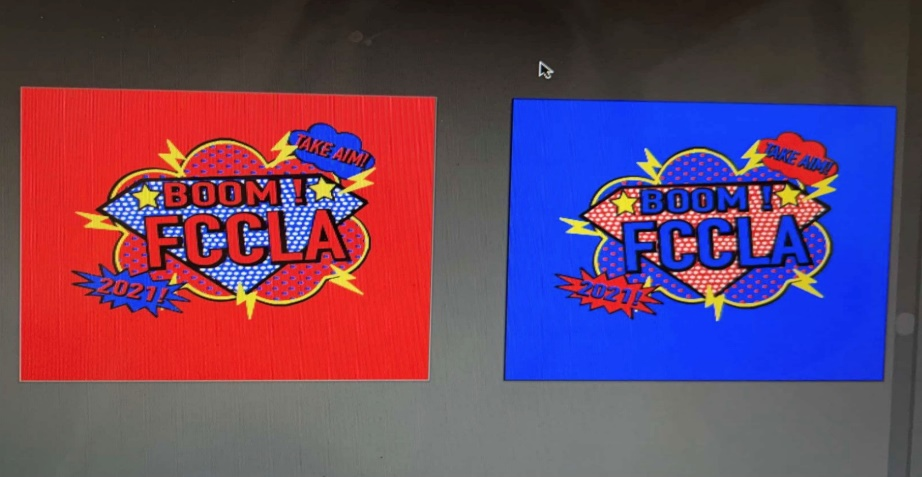 TAKE AIM!
BOOM !
FCCLA
2021!
TAKE AIM!
BOOM !
FCCLA
2021!